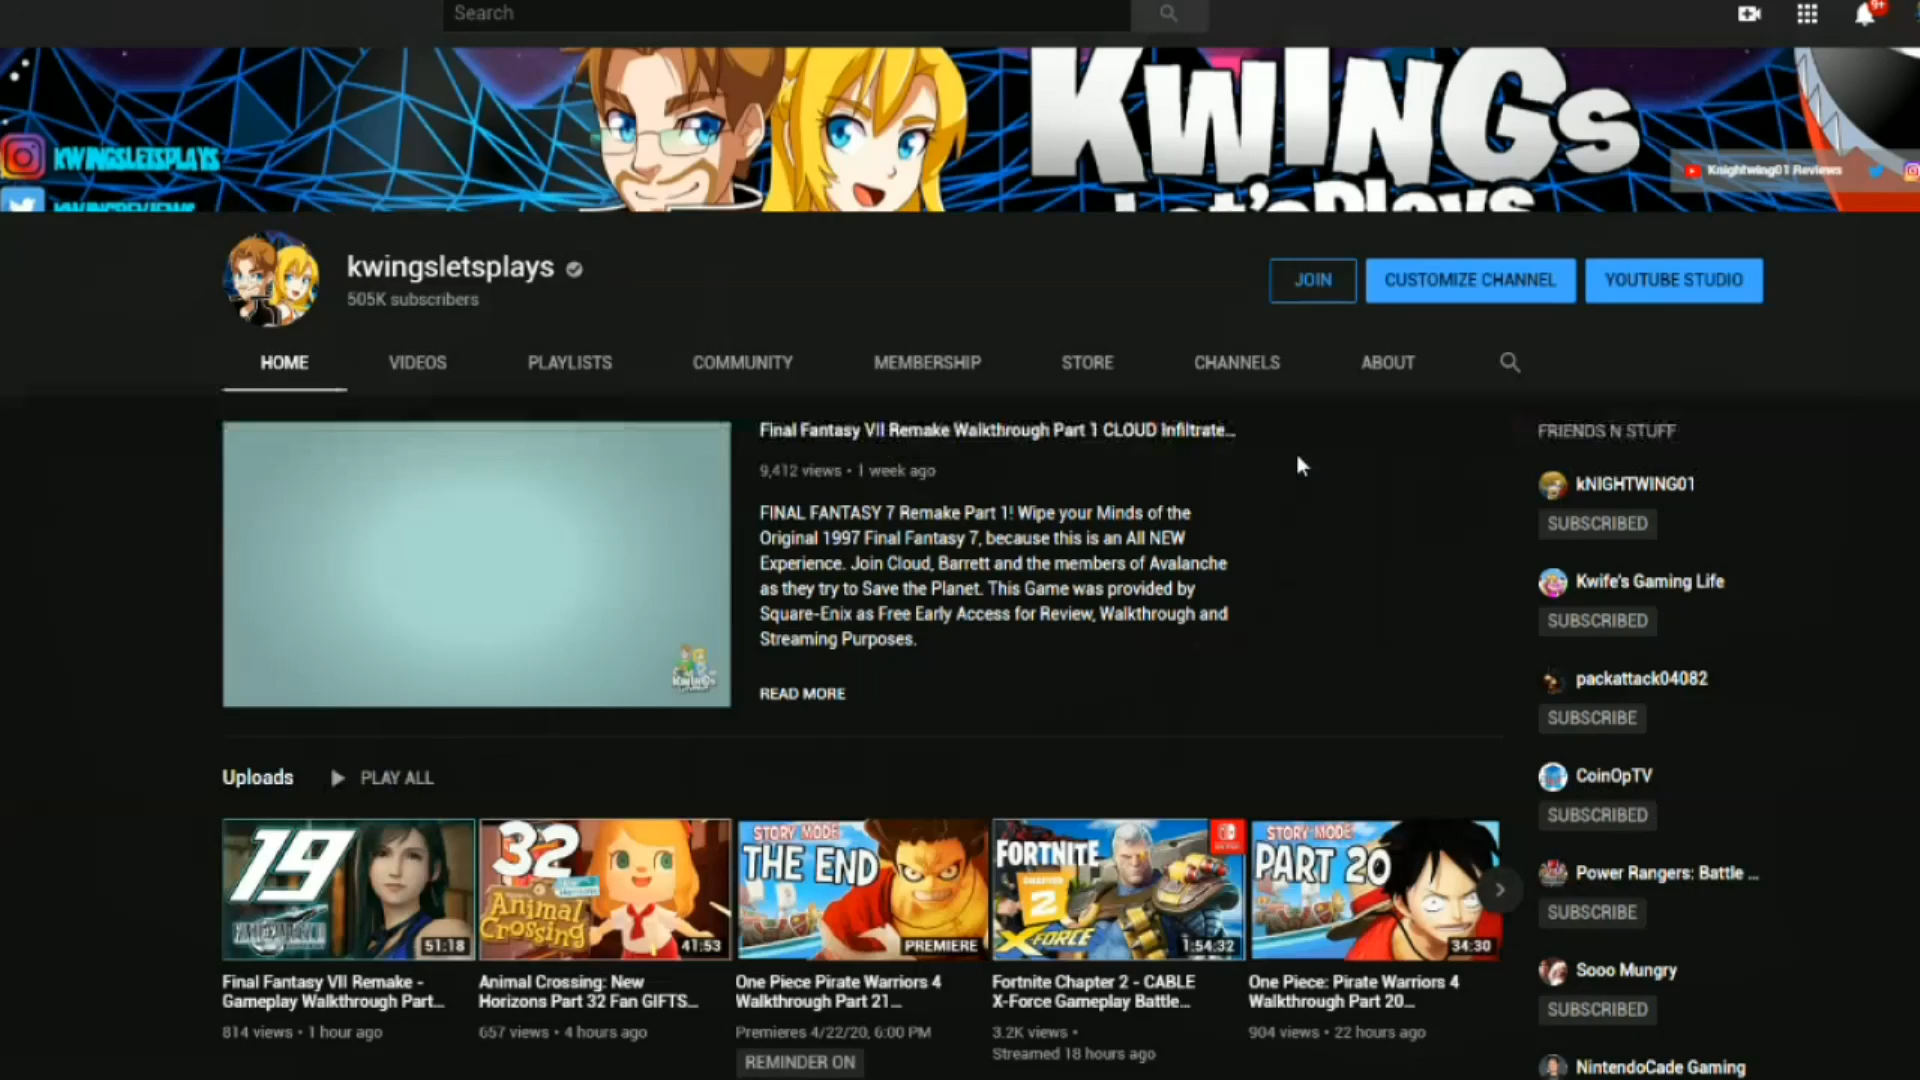 Search
9+
KWINGSLETSPLAYS
KWINGREVIEWS
KWINGs
Let'sPlays
Knightwing01 Reviews
kwingsletsplays
505K subscribers
JOIN
CUSTOMIZE CHANNEL
YOUTUBE STUDIO
HOME
VIDEOS
PLAYLISTS
COMMUNITY
MEMBERSHIP
STORE
CHANNELS
ABOUT
Final Fantasy VII Remake Walkthrough Part 1 CLOUD Infiltrate...
9,412 views • 1 week ago
FINAL FANTASY 7 Remake Part 1! Wipe your Minds of the
Original 1997 Final Fantasy 7, because this is an All NEW
Experience. Join Cloud, Barrett and the members of Avalanche
as they try to Save the Planet. This Game was provided by
Square-Enix as Free Early Access for Review, Walkthrough and
Streaming Purposes.
READ MORE
KWINGs
Uploads
PLAY ALL
19
51:18
Final Fantasy VII Remake -
Gameplay Walkthrough Part...
814 views • 1 hour ago
32
Animal
Crossing
41:53
Animal Crossing: New
Horizons Part 32 Fan GIFTS...
657 views • 4 hours ago
STORY MODE
THE END
PREMIERE
One Piece Pirate Warriors 4
Walkthrough Part 21...
Premieres 4/22/20, 6:00 PM
REMINDER ON
FORTNITE
CHAPTER
2
X-FORCE
1:54:32
Fortnite Chapter 2 - CABLE
X-Force Gameplay Battle...
3.2K views •
Streamed 18 hours ago
STORY MODE
PART 20
34:30
One Piece: Pirate Warriors 4
Walkthrough Part 20...
904 views • 22 hours ago
FRIENDS N STUFF
kNIGHTWING01
SUBSCRIBED
Kwife's Gaming Life
SUBSCRIBED
packattack04082
SUBSCRIBE
CoinOpTV
SUBSCRIBED
Power Rangers: Battle ...
SUBSCRIBE
Sooo Mungry
SUBSCRIBED
NintendoCade Gaming